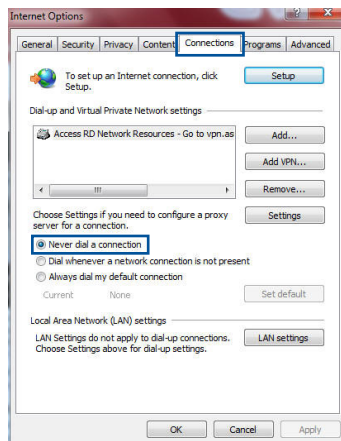 Internet Options
General Security Privacy Content Connections Programs Advanced
To set up an Internet connection, click
Setup.
Setup
Dial-up and Virtual Private Network settings
Access RD Network Resources - Go to vpn.as
Add...
Add VPN...
Remove...
Choose Settings if you need to configure a proxy
server for a connection.
Settings
Never dial a connection
Dial whenever a network connection is not present
Always dial my default connection
Current None
Set default
Local Area Network (LAN) settings
LAN Settings do not apply to dial-up connections.
Choose Settings above for dial-up settings.
LAN settings
OK Cancel Apply